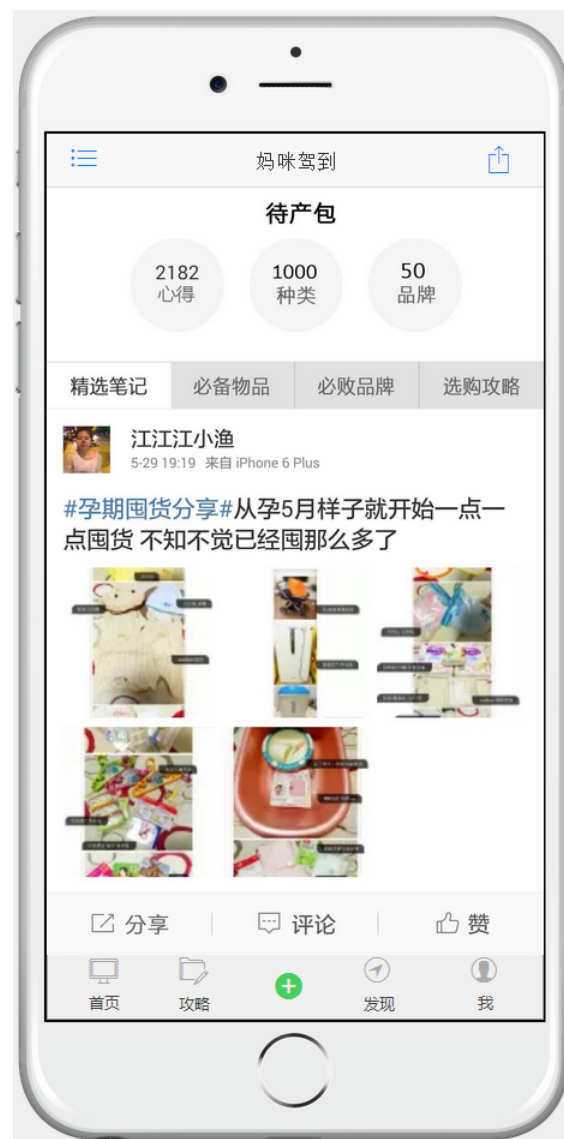 妈咪驾到
待产包
2182
心得
1000
种类
50
品牌
精选笔记
必备物品
必败品牌
选购攻略
江江江小渔
5-29 19:19 来自 iPhone 6 Plus
#孕期囤货分享#从孕5月样子就开始一点一
点囤货 不知不觉已经囤那么多了
分享
评论
赞
首页
攻略
发现
我